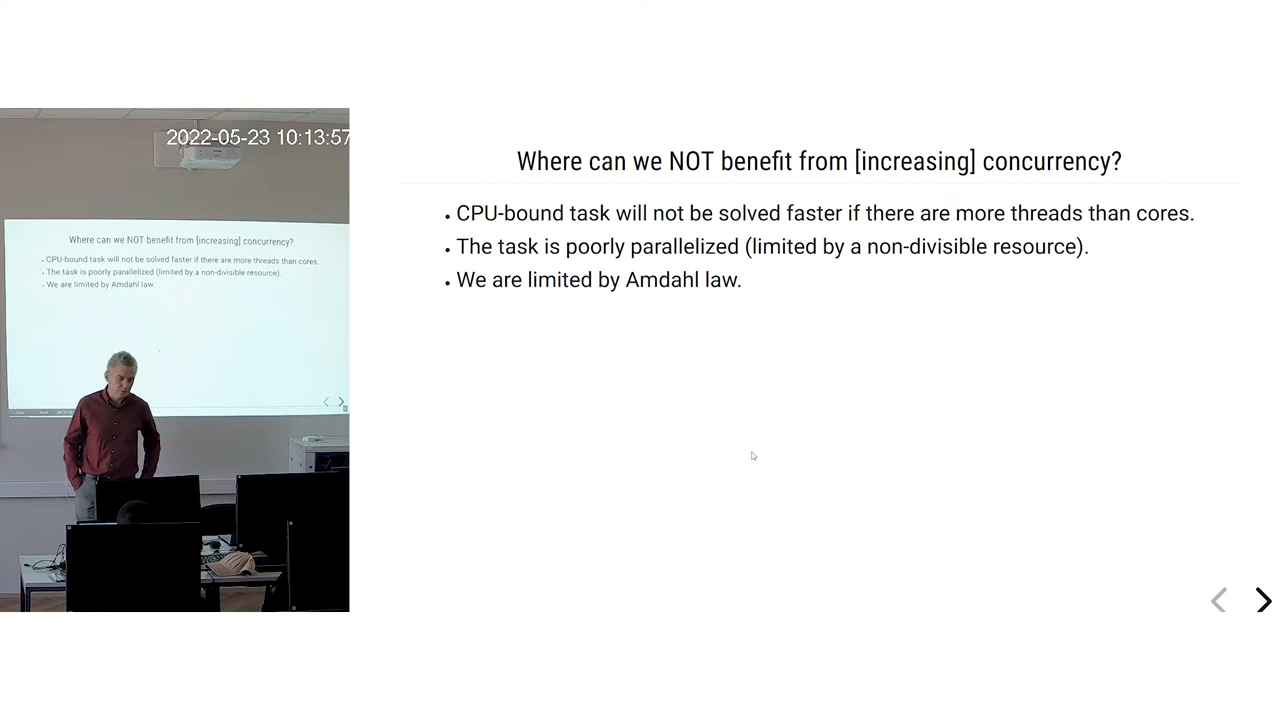 2022-05-23 10:13:57
Where can we NOT benefit from [increasing] concurrency?
• CPU-bound task will not be solved faster if there are more threads than cores.
• The task is poorly parallelized (limited by a non-divisible resource).
• We are limited by Amdahl law.
Where can we NOT benefit from [increasing] concurrency?
• CPU-bound task will not be solved faster if there are more threads than cores.
• The task is poorly parallelized (limited by a non-divisible resource).
• We are limited by Amdahl law.